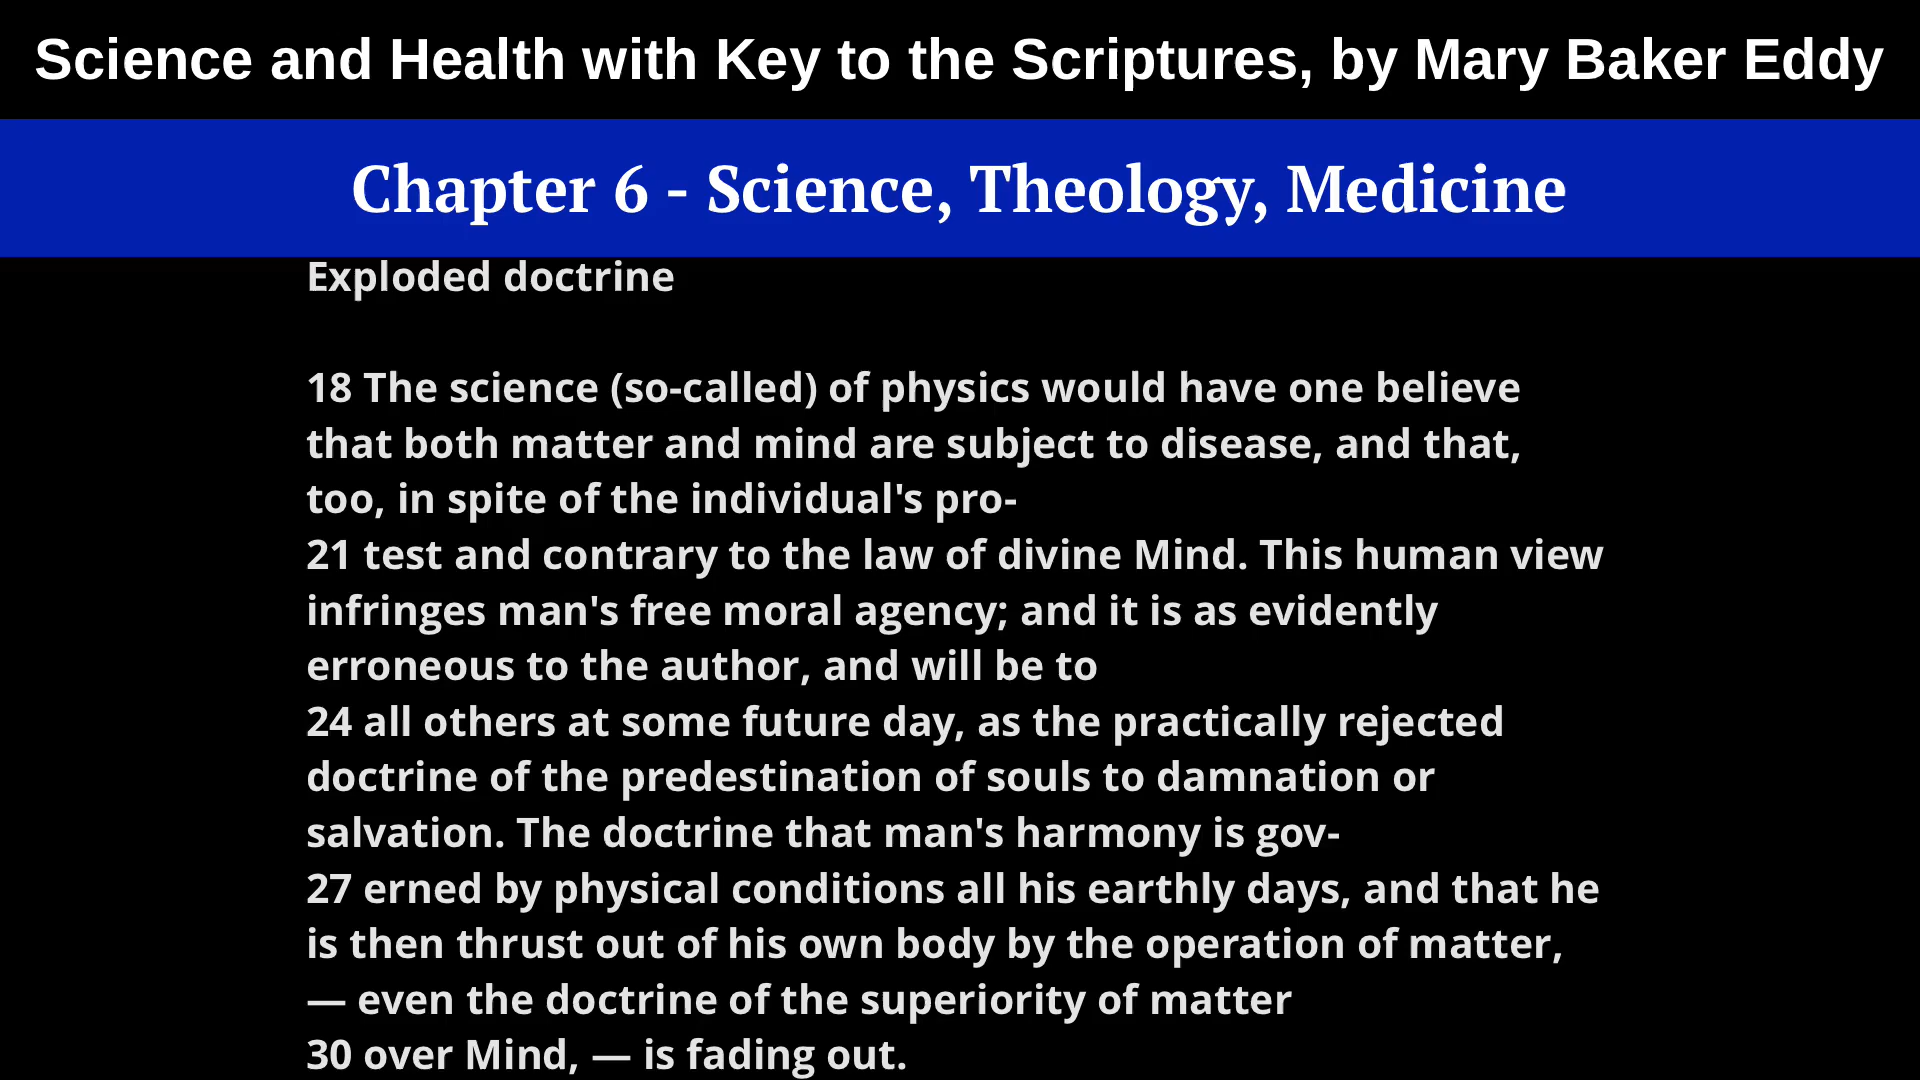 Science and Health with Key to the Scriptures, by Mary Baker Eddy
Chapter 6 - Science, Theology, Medicine
Exploded doctrine
18 The science (so-called) of physics would have one believe
that both matter and mind are subject to disease, and that,
too, in spite of the individual's pro-
21 test and contrary to the law of divine Mind. This human view
infringes man's free moral agency; and it is as evidently
erroneous to the author, and will be to
24 all others at some future day, as the practically rejected
doctrine of the predestination of souls to damnation or
salvation. The doctrine that man's harmony is gov-
27 erned by physical conditions all his earthly days, and that he
is then thrust out of his own body by the operation of matter,
— even the doctrine of the superiority of matter
30 over Mind, — is fading out.